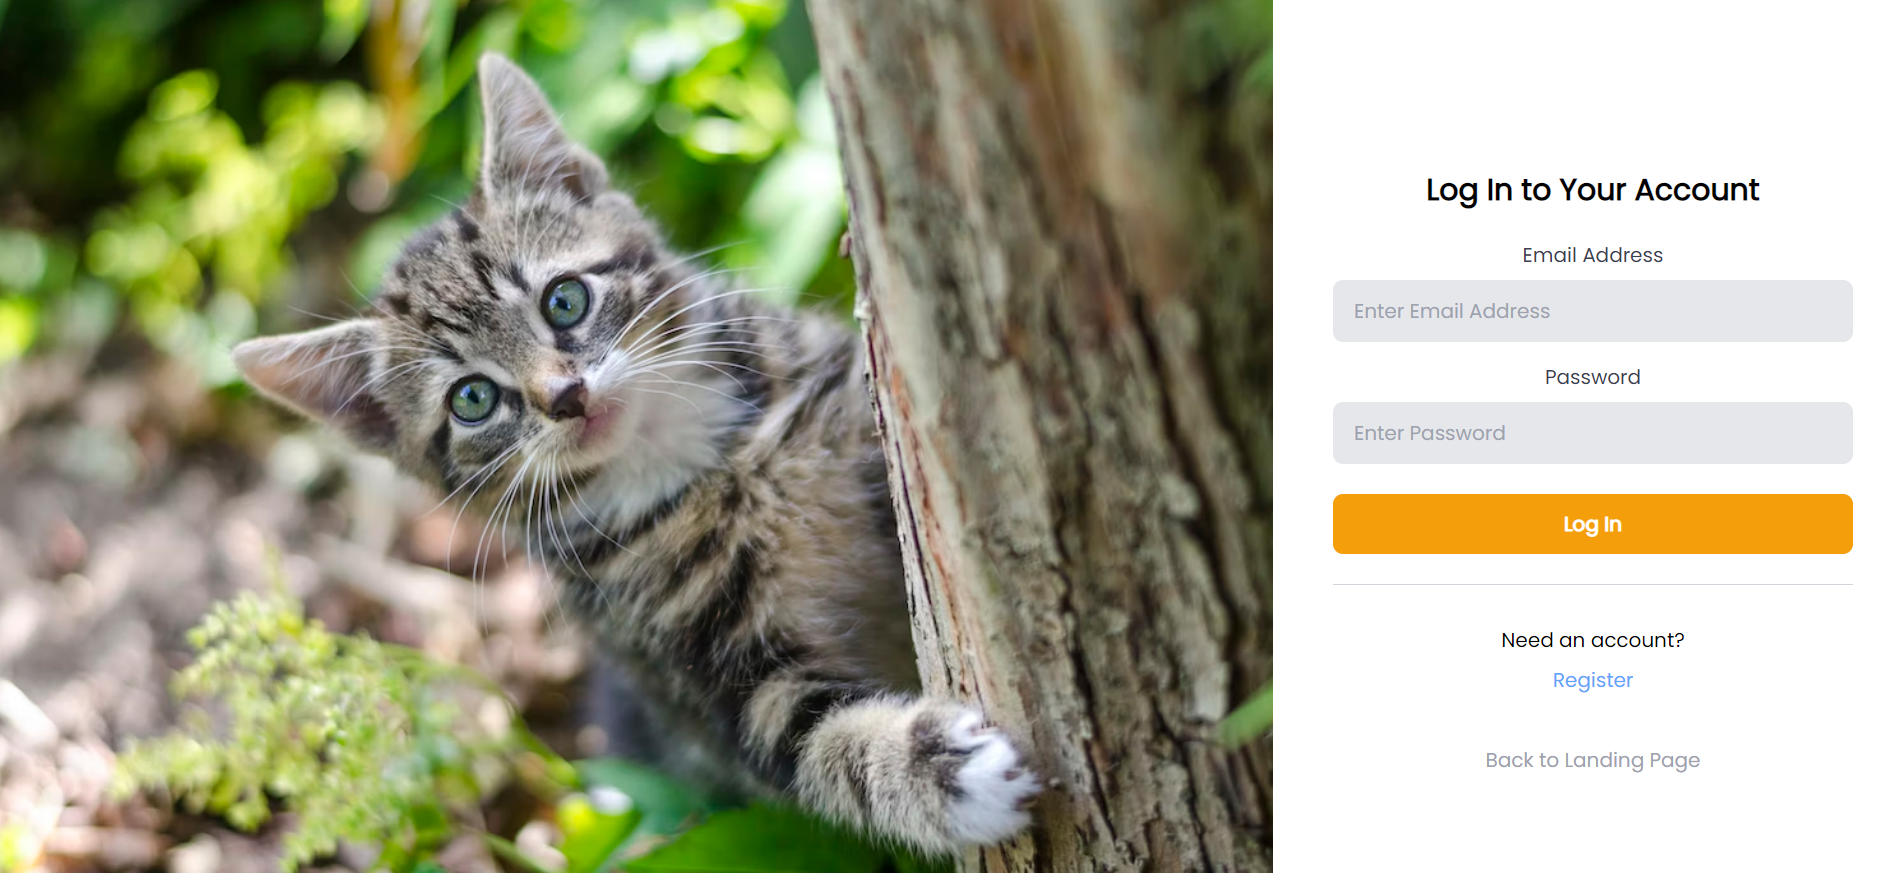 Log In to Your Account
Email Address
Enter Email Address
Password
Enter Password
Log In
Need an account?
Register
Back to Landing Page